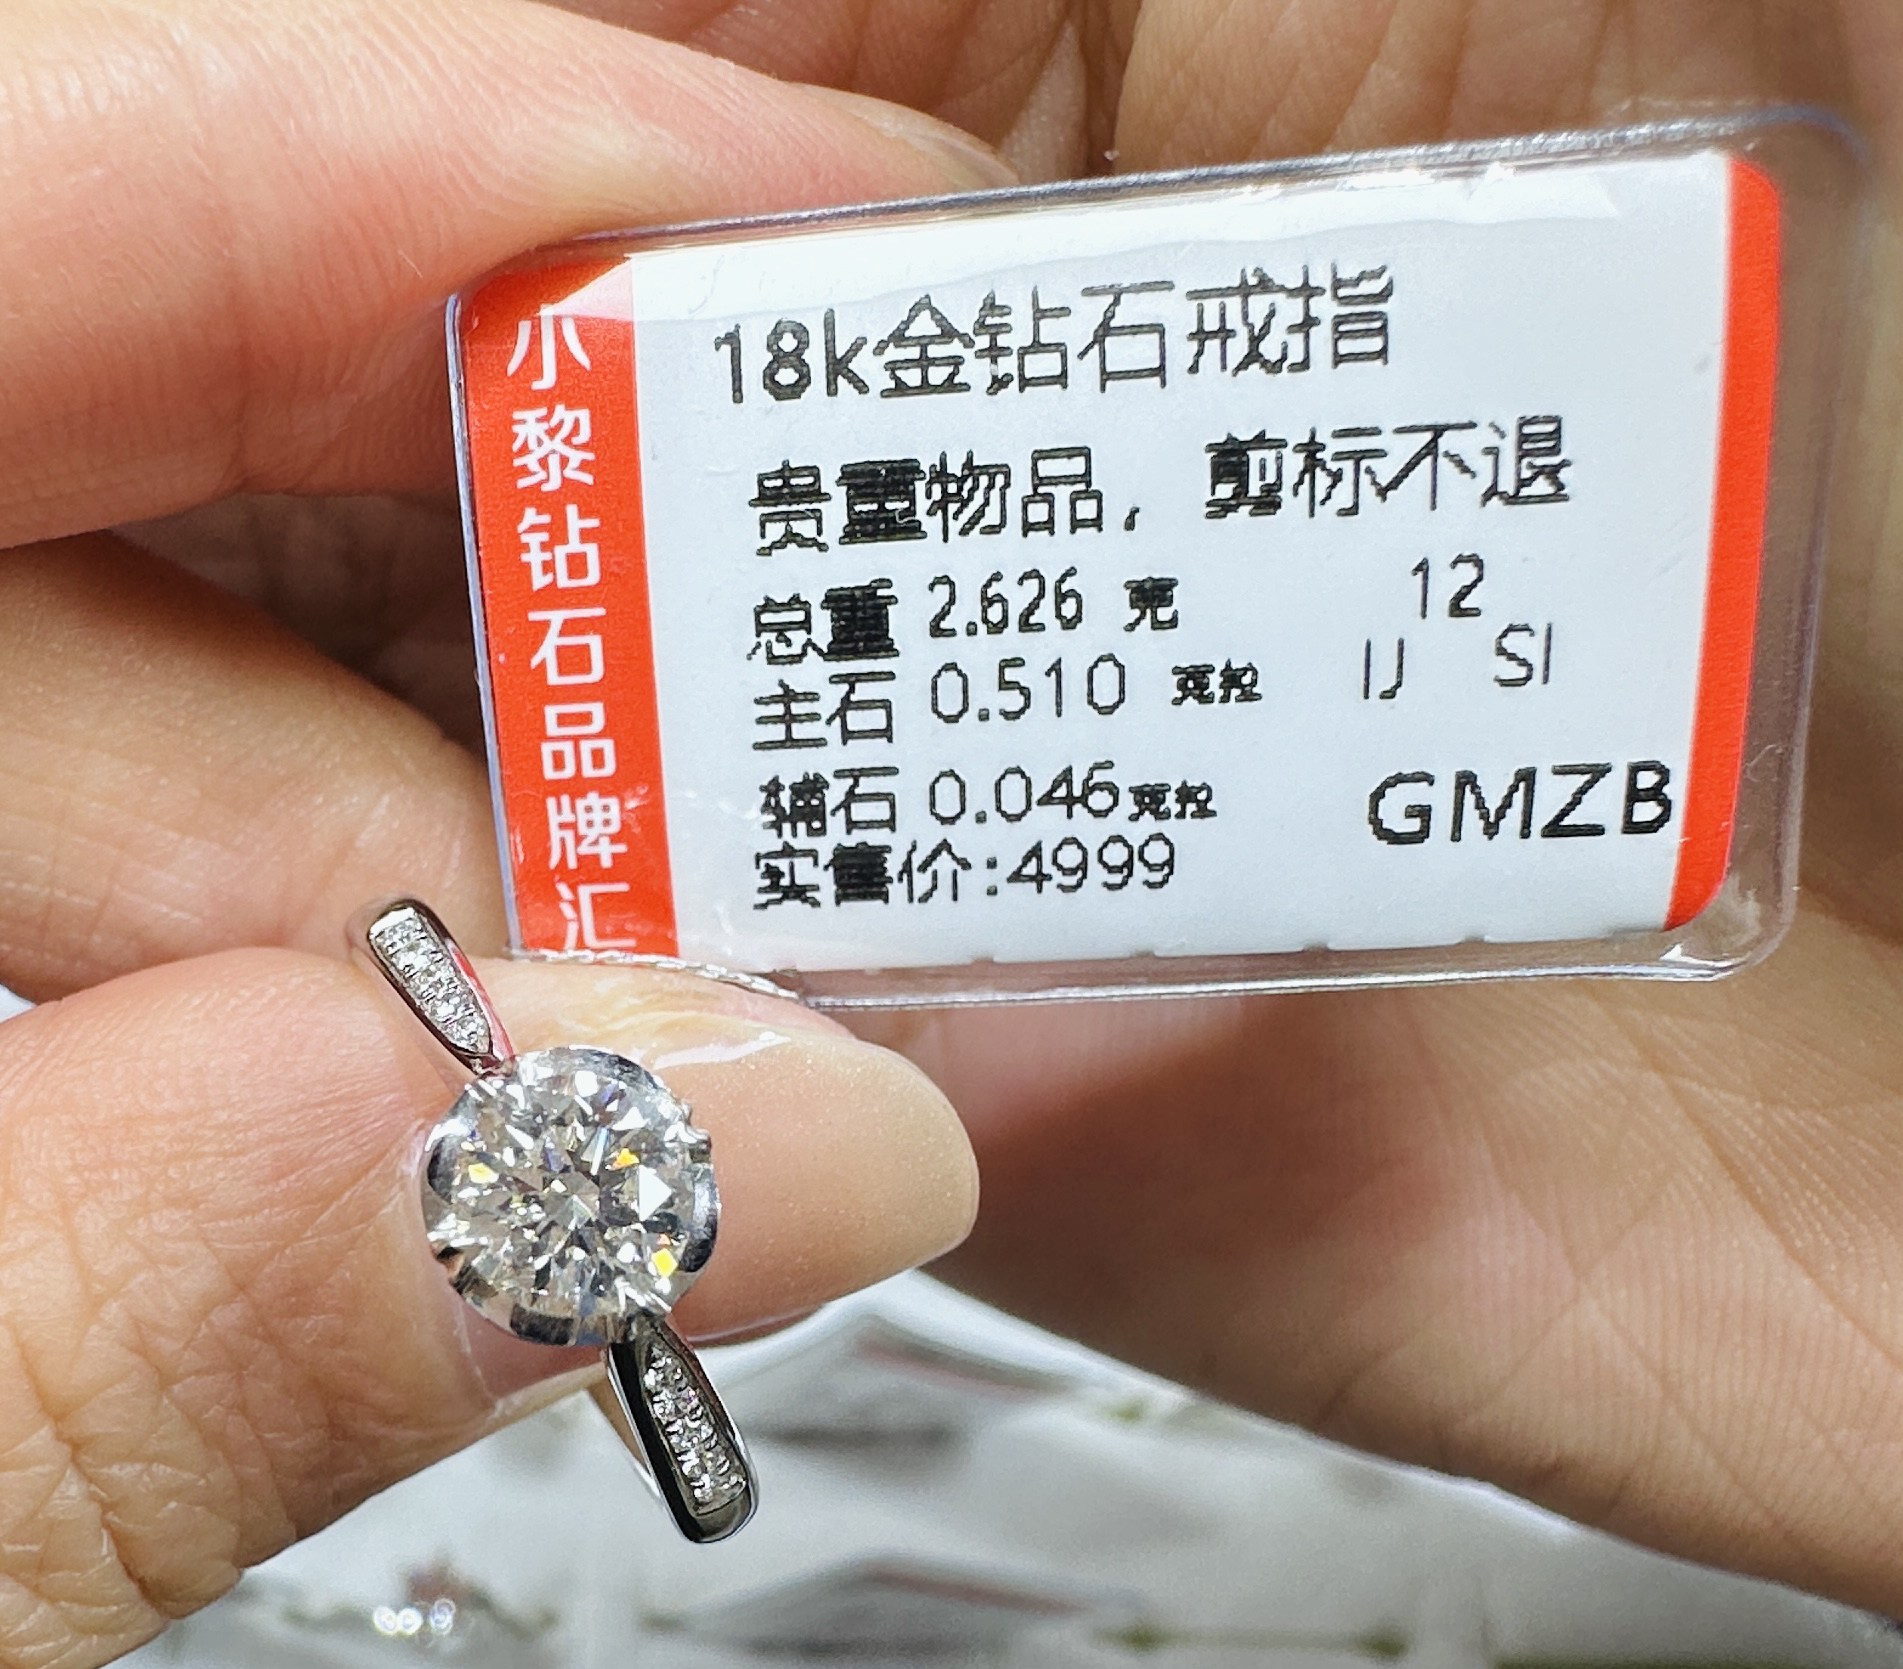 小黎钻石品牌汇
18k金钻石戒指
贵重物品，剪标不退
总重 2.626 克 12
主石 0.510 克拉 IJ SI
辅石 0.046克拉 GMZB
实售价:4999